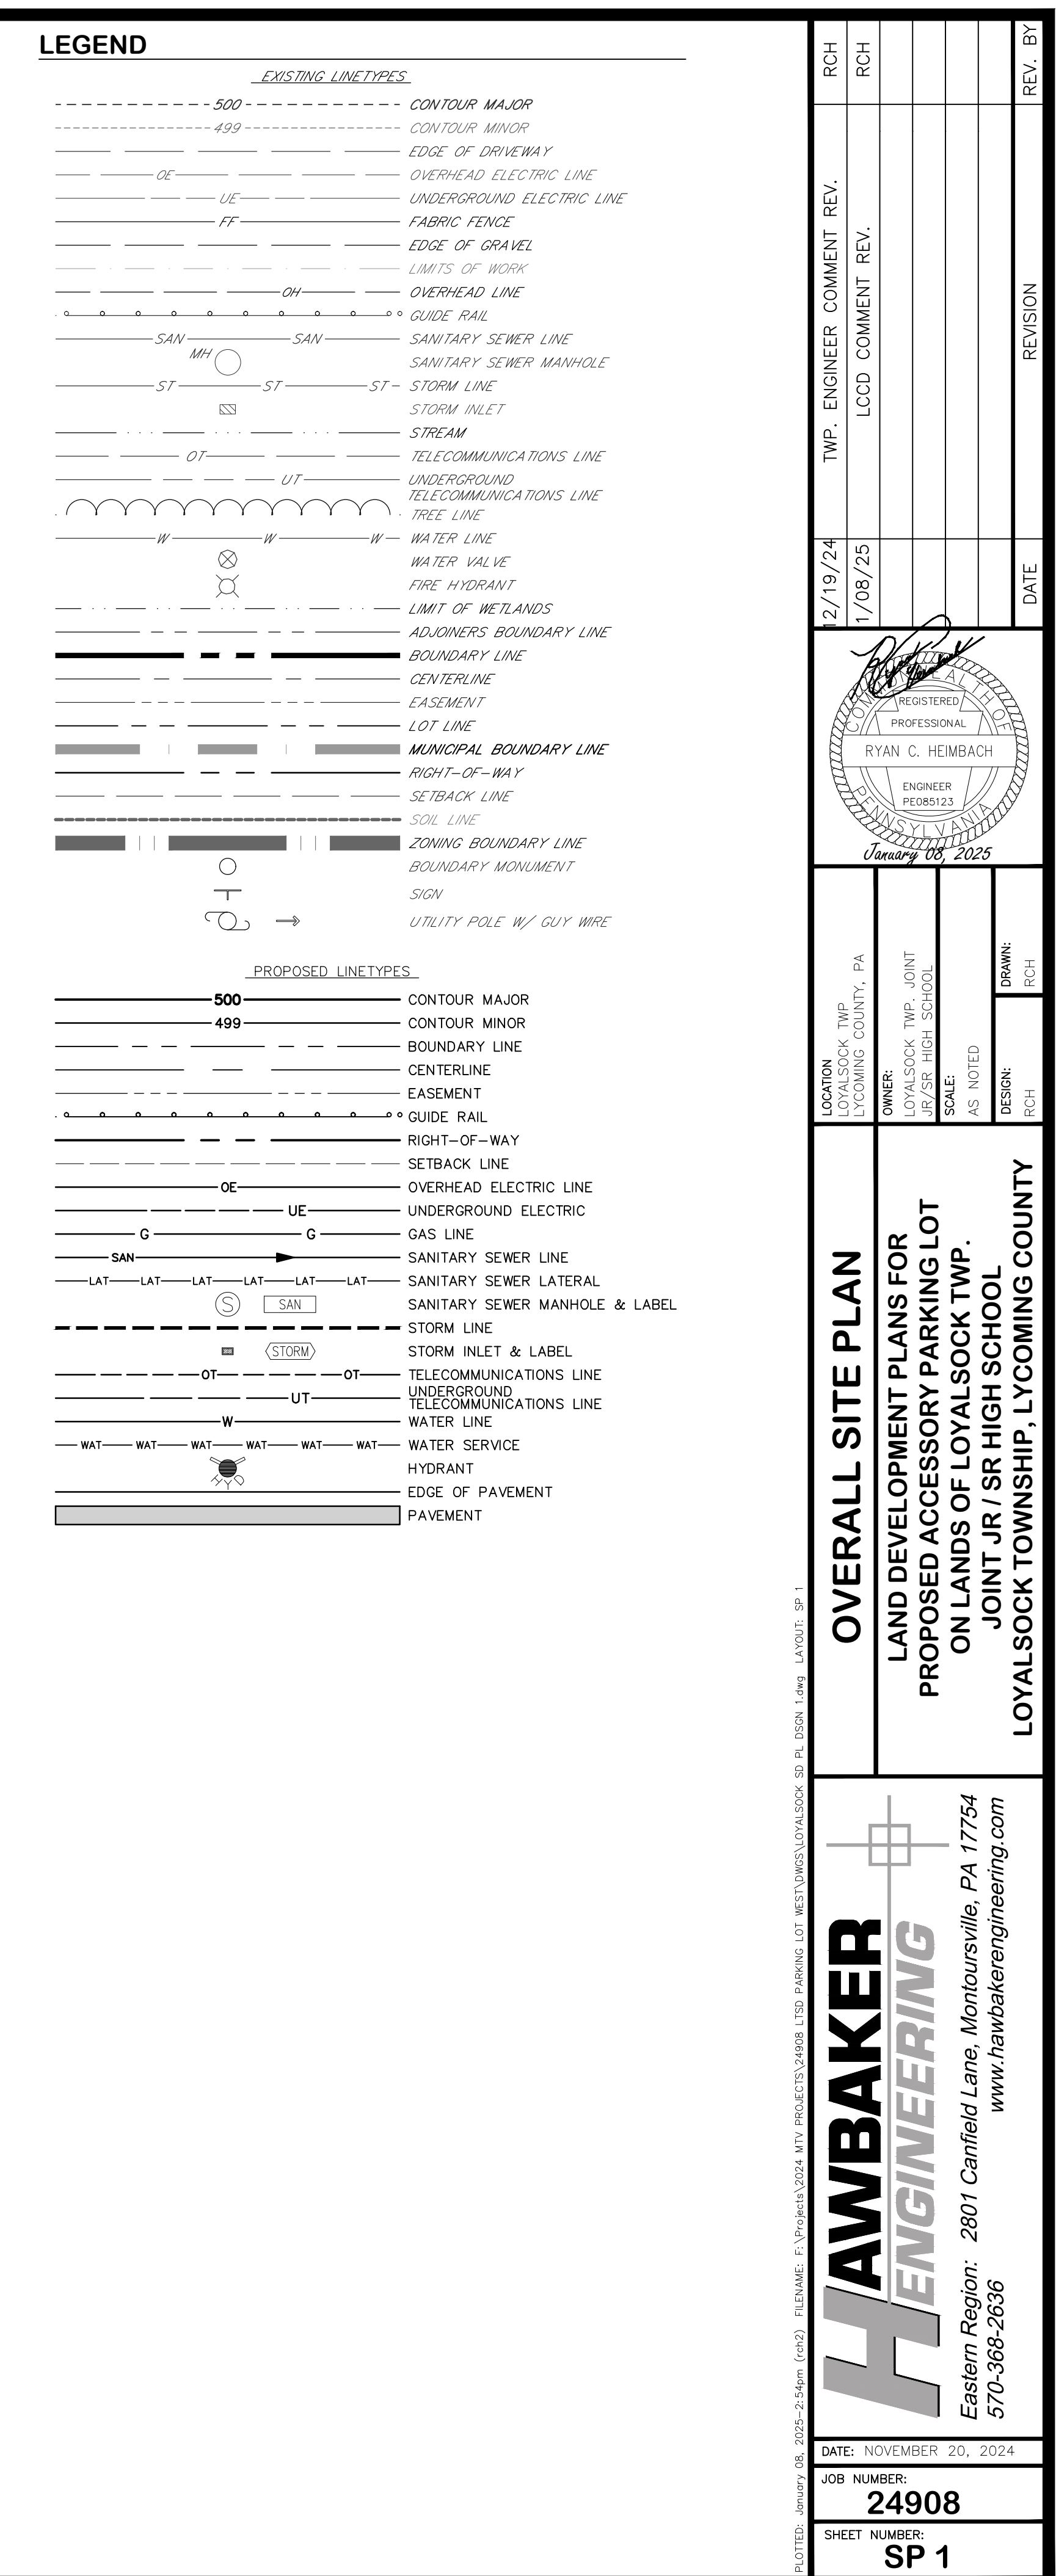 LEGEND
EXISTING LINETYPES
500 CONTOUR MAJOR
499 CONTOUR MINOR
EDGE OF DRIVEWAY
OE OVERHEAD ELECTRIC LINE
UE UNDERGROUND ELECTRIC LINE
FF FABRIC FENCE
EDGE OF GRAVEL
LIMITS OF WORK
OH OVERHEAD LINE
GUIDE RAIL
SAN SAN SANITARY SEWER LINE
MH SANITARY SEWER MANHOLE
ST ST ST STORM LINE
STORM INLET
STREAM
OT TELECOMMUNICATIONS LINE
UT UNDERGROUND
TELECOMMUNICATIONS LINE
TREE LINE
W W W WATER LINE
WATER VALVE
FIRE HYDRANT
LIMIT OF WETLANDS
ADJOINERS BOUNDARY LINE
BOUNDARY LINE
CENTERLINE
EASEMENT
LOT LINE
MUNICIPAL BOUNDARY LINE
RIGHT-OF-WAY
SETBACK LINE
SOIL LINE
ZONING BOUNDARY LINE
BOUNDARY MONUMENT
SIGN
UTILITY POLE W/ GUY WIRE
PROPOSED LINETYPES
500 CONTOUR MAJOR
499 CONTOUR MINOR
BOUNDARY LINE
CENTERLINE
EASEMENT
GUIDE RAIL
RIGHT-OF-WAY
SETBACK LINE
OE OVERHEAD ELECTRIC LINE
UE UNDERGROUND ELECTRIC
G G GAS LINE
SAN SANITARY SEWER LINE
LAT LAT LAT LAT LAT LAT SANITARY SEWER LATERAL
S SAN SANITARY SEWER MANHOLE & LABEL
STORM LINE
STORM STORM INLET & LABEL
OT OT TELECOMMUNICATIONS LINE
UNDERGROUND
UT TELECOMMUNICATIONS LINE
W WATER LINE
WAT WAT WAT WAT WAT WAT WATER SERVICE
HYD HYDRANT
EDGE OF PAVEMENT
PAVEMENT
PLOTTED: January 08, 2025-2:54pm (rch2) FILENAME: F:\Projects\2024 MTV PROJECTS\24908 LTSD PARKING LOT WEST\DWGS\LOYALSOCK SD PL DSGN 1.dwg LAYOUT: SP 1
12/19/24 TWP. ENGINEER COMMENT REV. RCH
1/08/25 LCCD COMMENT REV. RCH
DATE REVISION REV. BY
COMMONWEALTH OF
REGISTERED
PROFESSIONAL
RYAN C. HEIMBACH
ENGINEER
PE085123
PENNSYLVANIA
January 08, 2025
LOCATION
LOYALSOCK TWP
LYCOMING COUNTY, PA
OWNER:
LOYALSOCK TWP. JOINT
JR/SR HIGH SCHOOL
SCALE:
AS NOTED
DESIGN:
RCH
DRAWN:
RCH
OVERALL SITE PLAN
LAND DEVELOPMENT PLANS FOR
PROPOSED ACCESSORY PARKING LOT
ON LANDS OF LOYALSOCK TWP.
JOINT JR / SR HIGH SCHOOL
LOYALSOCK TOWNSHIP, LYCOMING COUNTY
HAWBAKER
ENGINEERING
Eastern Region: 2801 Canfield Lane, Montoursville, PA 17754
570-368-2636 www.hawbakerengineering.com
DATE: NOVEMBER 20, 2024
JOB NUMBER:
24908
SHEET NUMBER:
SP 1